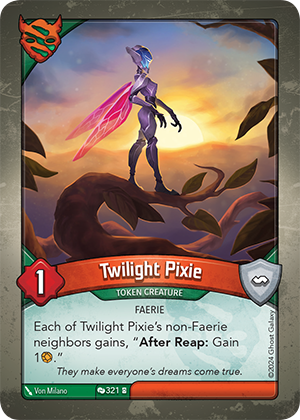 Twilight Pixie
1
TOKEN CREATURE
FAERIE
Each of Twilight Pixie's non-Faerie
neighbors gains, “After Reap: Gain
1.”
They make everyone's dreams come true.
Von Milano
321
©2024 Ghost Galaxy